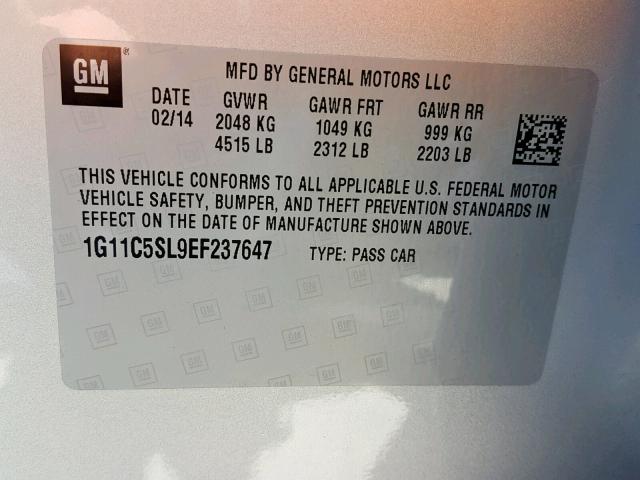 GM
MFD BY GENERAL MOTORS LLC
DATE GVWR GAWR FRT GAWR RR
02/14 2048 KG 1049 KG 999 KG
4515 LB 2312 LB 2203 LB
THIS VEHICLE CONFORMS TO ALL APPLICABLE U.S. FEDERAL MOTOR
VEHICLE SAFETY, BUMPER, AND THEFT PREVENTION STANDARDS IN
EFFECT ON THE DATE OF MANUFACTURE SHOWN ABOVE.
1G11C5SL9EF237647 TYPE: PASS CAR